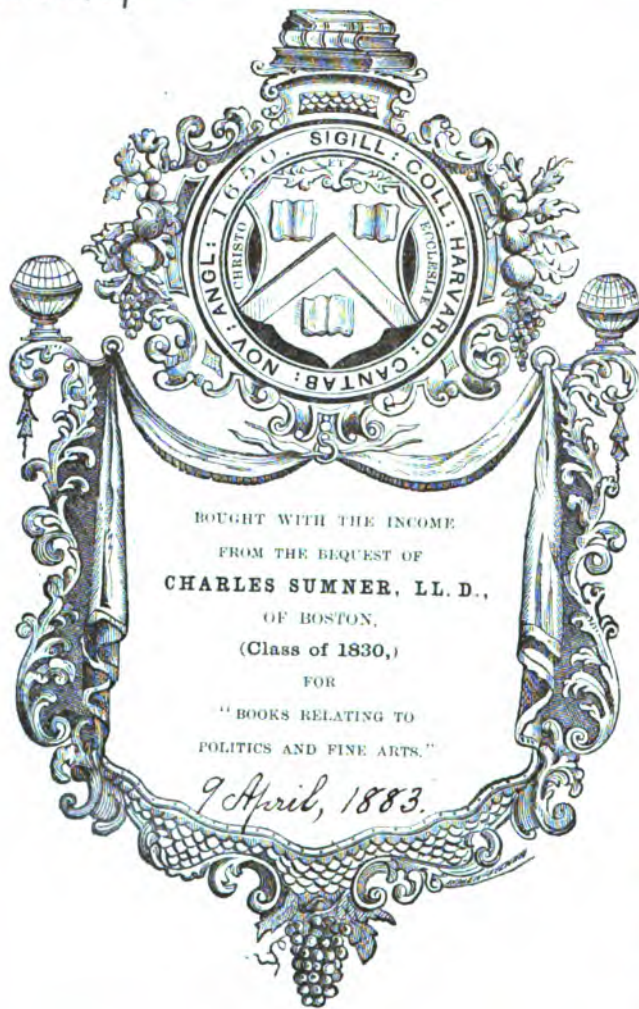 SIGILL: COLL: HARVARD: CANTAB: NOV: ANGL: 1650.
ET
CHRISTO
ECCLESIAE
BOUGHT WITH THE INCOME
FROM THE BEQUEST OF
CHARLES SUMNER, LL. D.,
OF BOSTON,
(Class of 1830,)
FOR
"BOOKS RELATING TO
POLITICS AND FINE ARTS."
9 April, 1883.